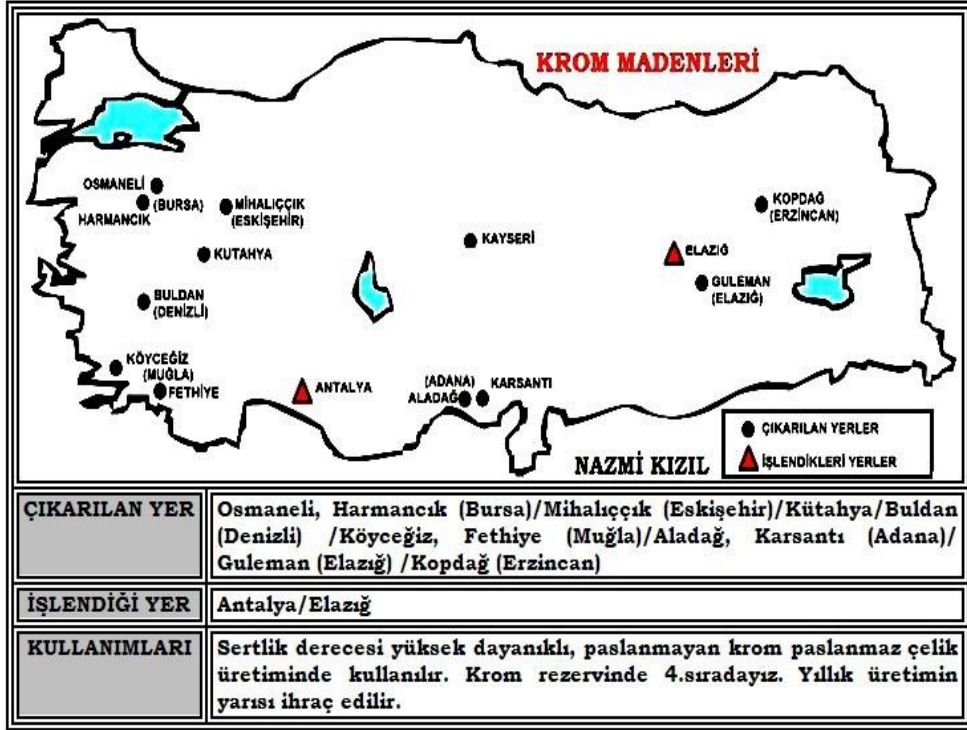 KROM MADENLERİ
OSMANELİ
HARMANCIK
(BURSA)
MİHALIÇÇIK
(ESKİŞEHİR)
KOPDAĞ
(ERZİNCAN)
KUTAHYA
KAYSERİ
ELAZIĞ
GULEMAN
(ELAZIĞ)
BULDAN
(DENİZLİ)
KÖYCEĞİZ
(MUĞLA)
FETHİYE
ANTALYA
(ADANA)
ALADAĞ
KARSANTI
ÇIKARILAN YERLER
İŞLENDİKLERİ YERLER
NAZMİ KIZIL
ÇIKARILAN YER
Osmaneli, Harmancık (Bursa)/Mihalıççık (Eskişehir)/Kütahya/Buldan
(Denizli) /Köyceğiz, Fethiye (Muğla)/Aladağ, Karsantı (Adana)/
Guleman (Elazığ) /Kopdağ (Erzincan)
İŞLENDİĞİ YER
Antalya/Elazığ
KULLANIMLARI
Sertlik derecesi yüksek dayanıklı, paslanmayan krom paslanmaz çelik
üretiminde kullanılır. Krom rezervinde 4.sıradayız. Yıllık üretimin
yarısı ihraç edilir.